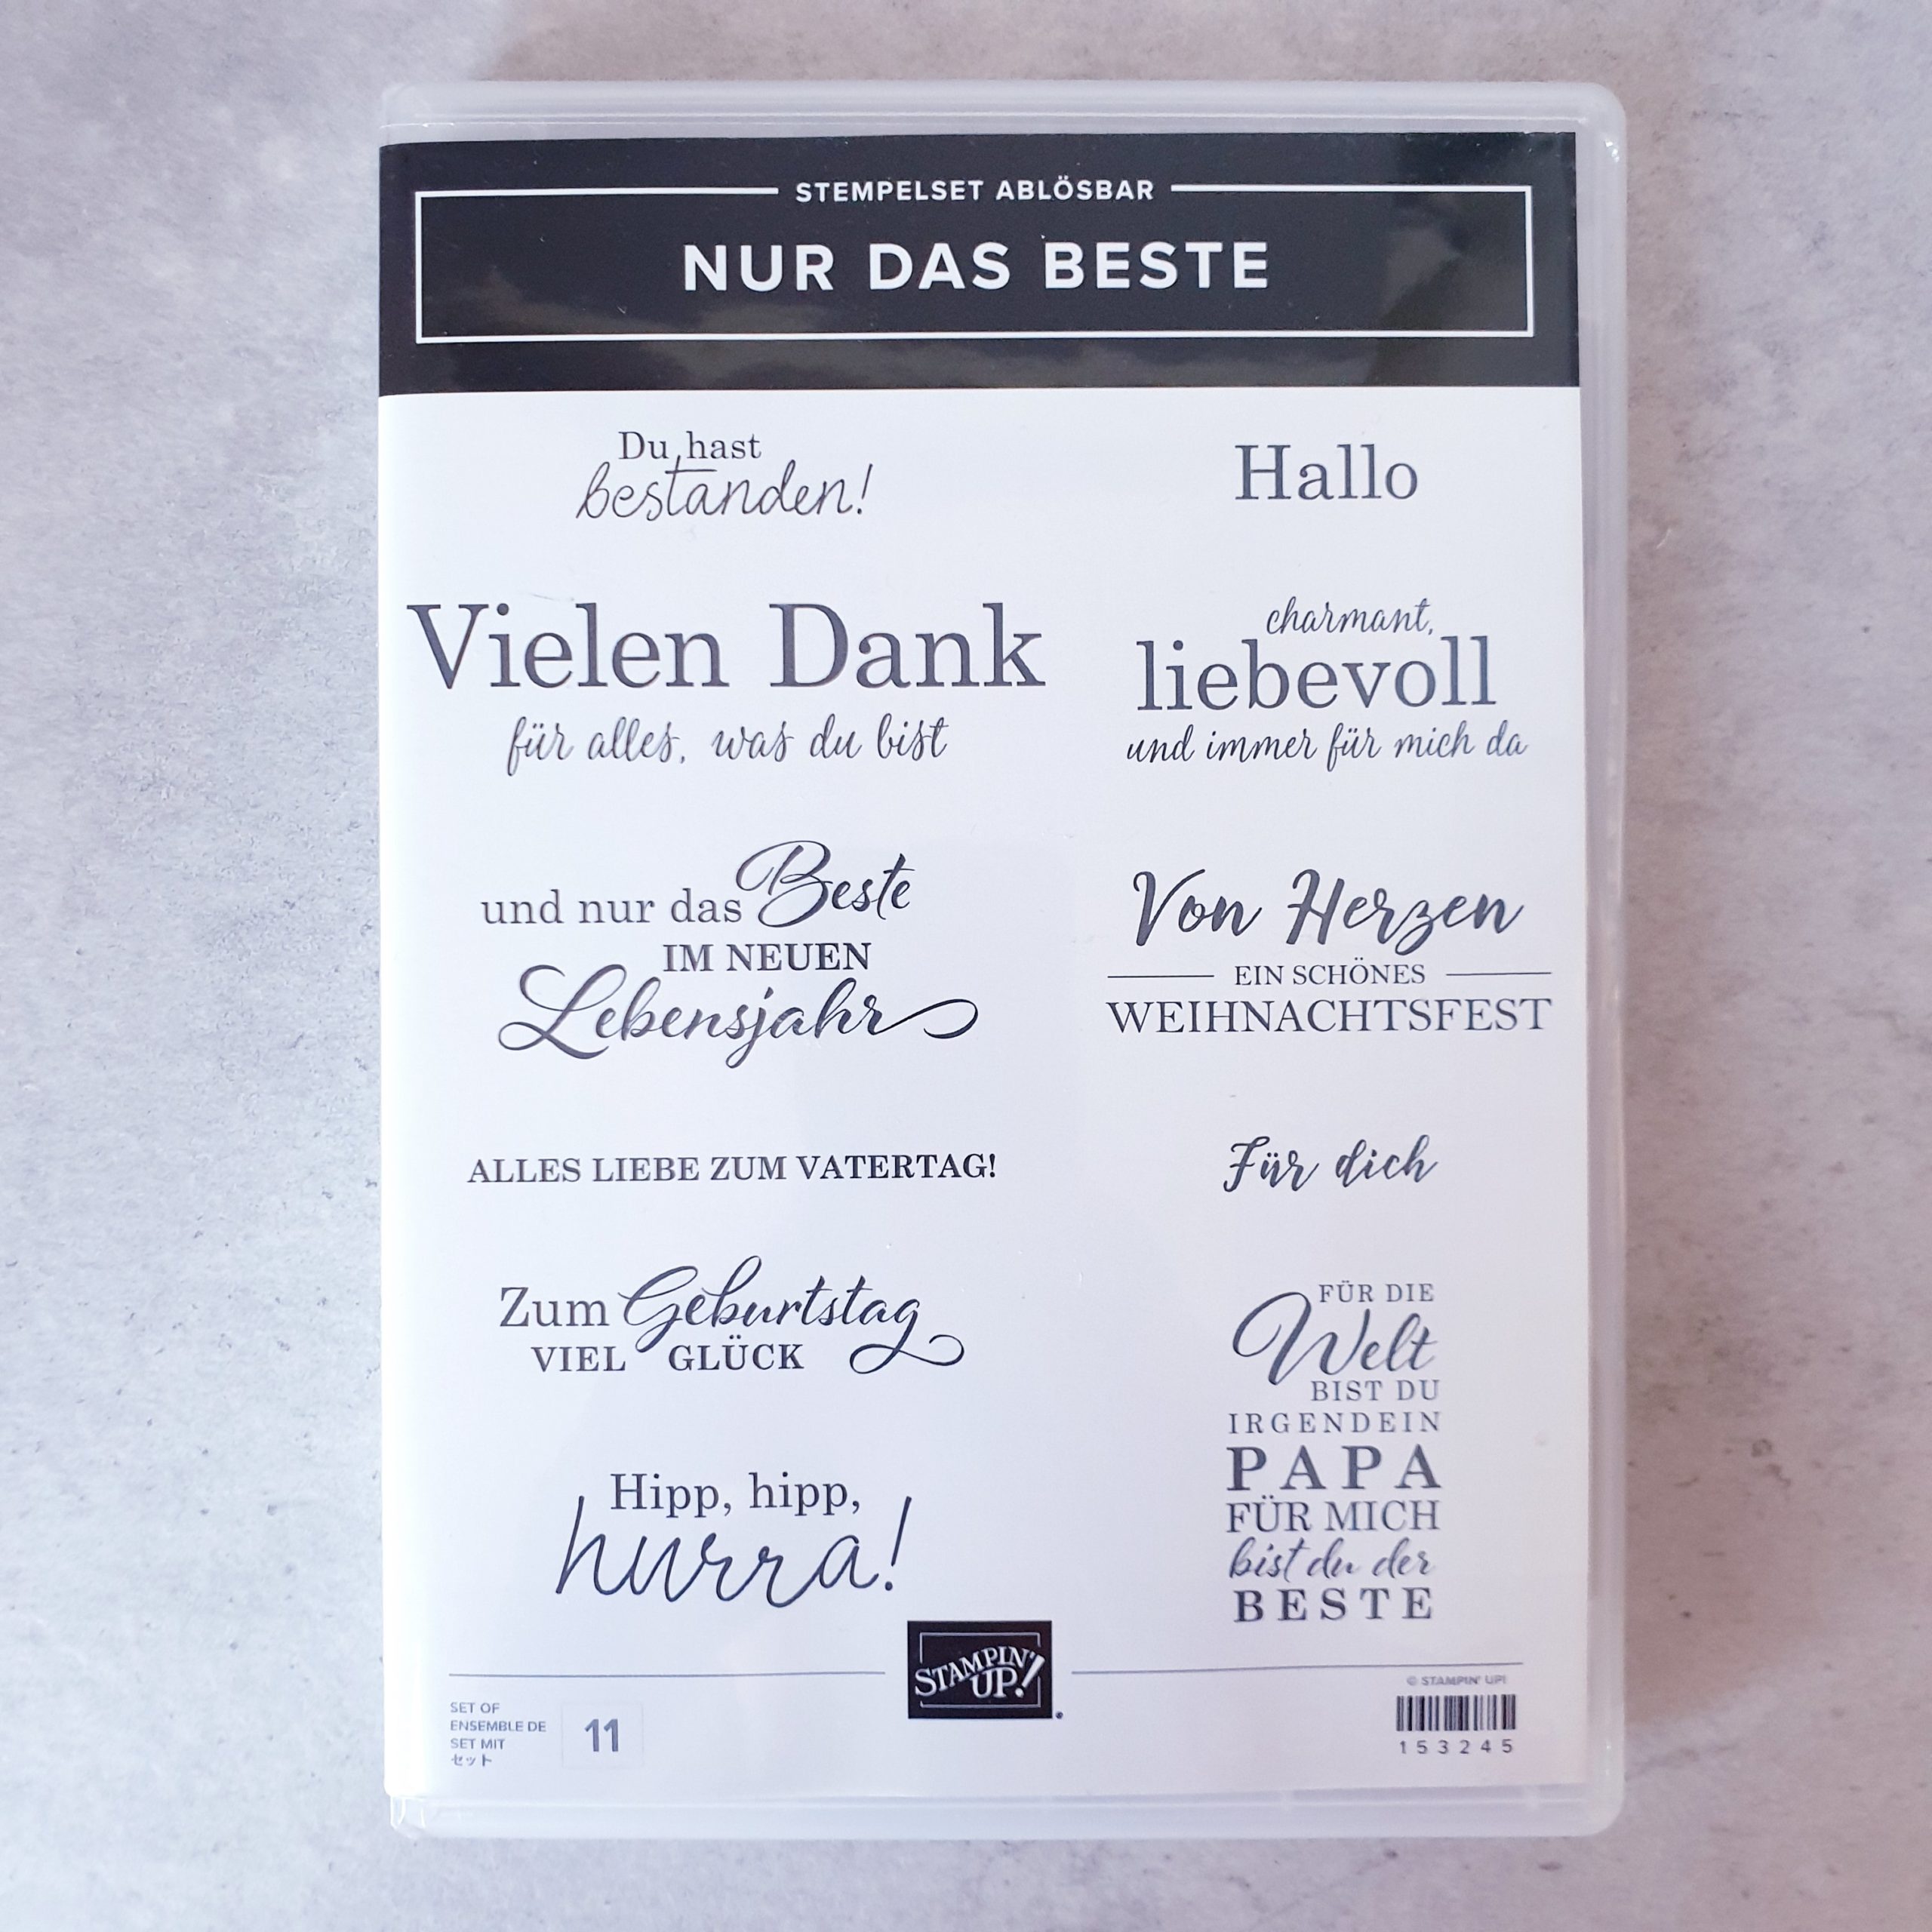 STEMPELSET ABLÖSBAR
NUR DAS BESTE
Du hast
bestanden!
Hallo
Vielen Dank
für alles, was du bist
charmant,
liebevoll
und immer für mich da
und nur das Beste
IM NEUEN
Lebensjahr
Von Herzen
EIN SCHÖNES
WEIHNACHTSFEST
ALLES LIEBE ZUM VATERTAG!
Für dich
Zum Geburtstag
VIEL GLÜCK
FÜR DIE
Welt
BIST DU
IRGENDEIN
PAPA
FÜR MICH
bist du der
BESTE
Hipp, hipp,
hurra!
STAMPIN'
UP!
SET OF
ENSEMBLE DE
SET MIT
セット
11
© STAMPIN' UP!
153245